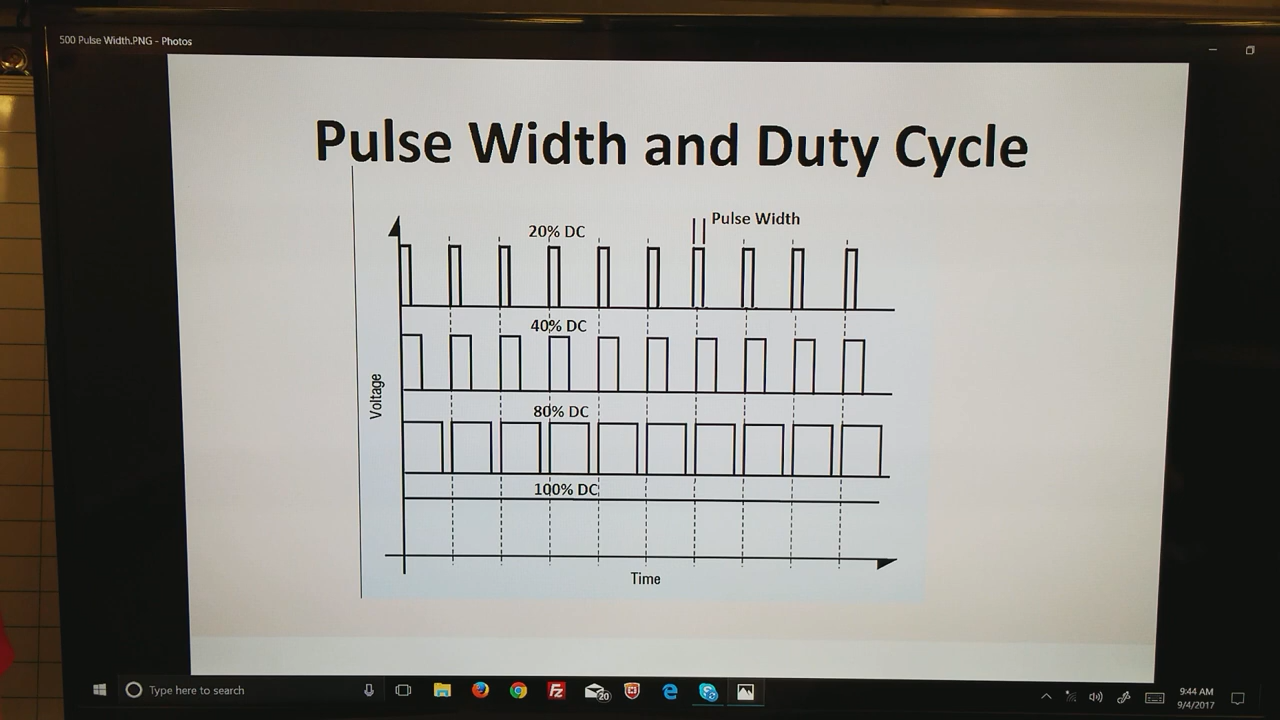 500 Pulse Width.PNG - Photos
Pulse Width and Duty Cycle
Pulse Width
20% DC
40% DC
Voltage
80% DC
100% DC
Time
Type here to search
20
9:44 AM
9/4/2017